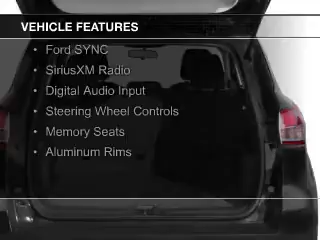 VEHICLE FEATURES
• Ford SYNC
• SiriusXM Radio
• Digital Audio Input
• Steering Wheel Controls
• Memory Seats
• Aluminum Rims